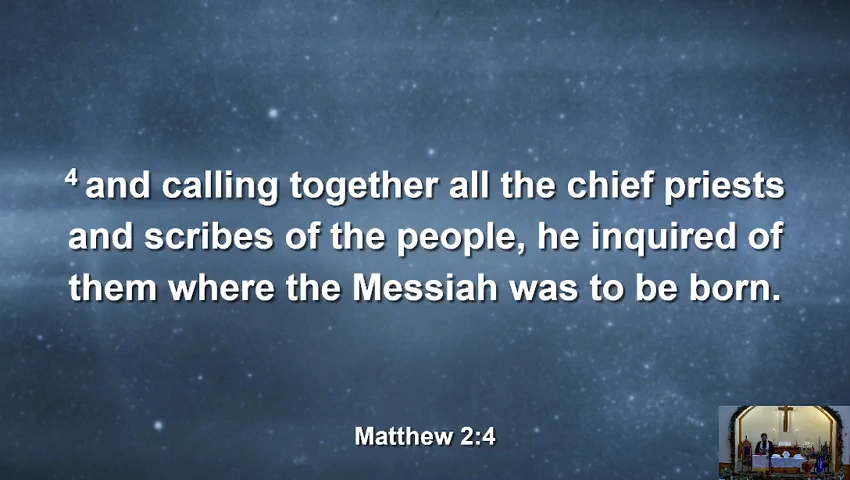 4 and calling together all the chief priests
and scribes of the people, he inquired of
them where the Messiah was to be born.
Matthew 2:4